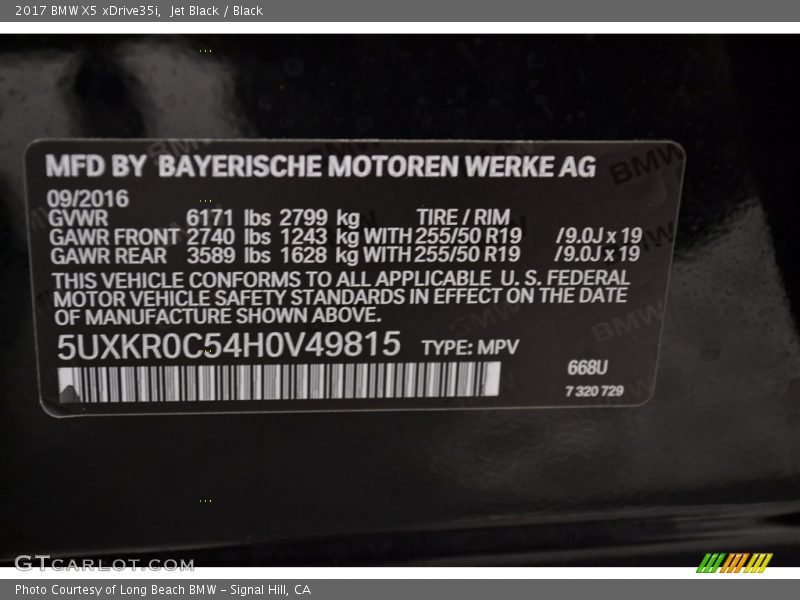 2017 BMW X5 xDrive35i,  Jet Black / Black
MFD BY BAYERISCHE MOTOREN WERKE AG
09/2016
GVWR 6171 lbs 2799 kg TIRE / RIM
GAWR FRONT 2740 lbs 1243 kg WITH 255/50 R19 /9.0J x 19
GAWR REAR 3589 lbs 1628 kg WITH 255/50 R19 /9.0J x 19
THIS VEHICLE CONFORMS TO ALL APPLICABLE U. S. FEDERAL
MOTOR VEHICLE SAFETY STANDARDS IN EFFECT ON THE DATE
OF MANUFACTURE SHOWN ABOVE.
5UXKR0C54H0V49815 TYPE: MPV
668U
7 320 729
GTCARLOT.COM
Photo Courtesy of Long Beach BMW - Signal Hill, CA